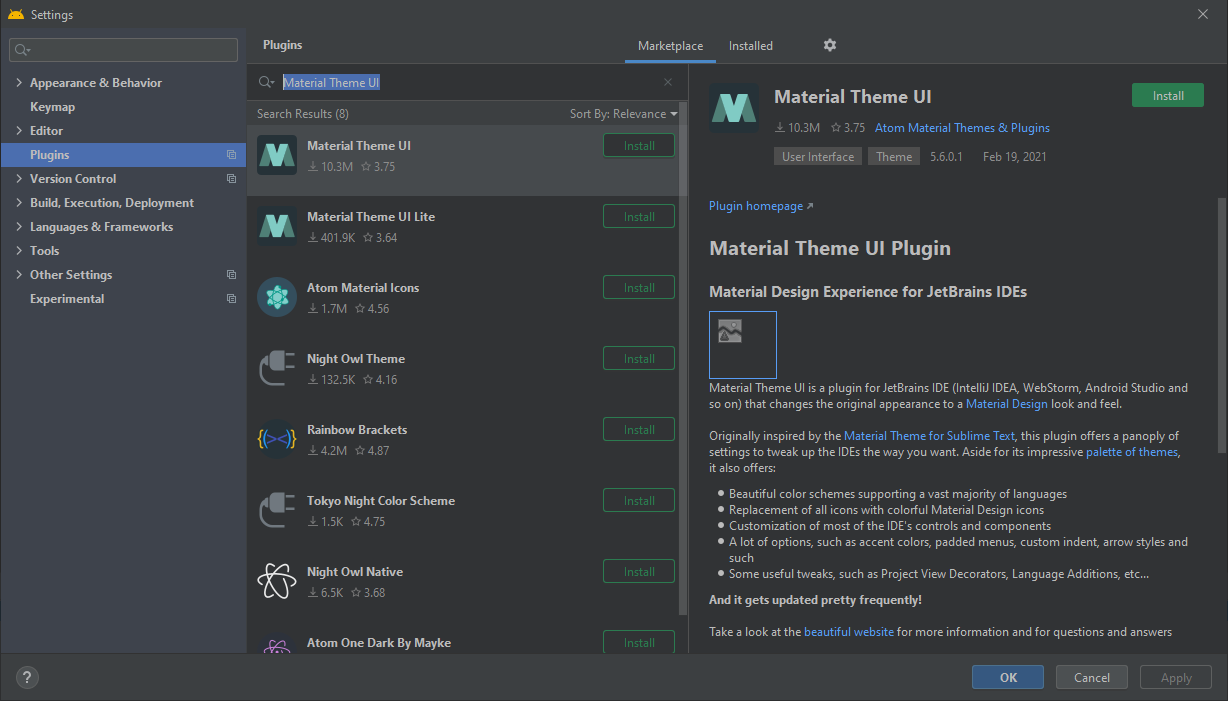 Settings
Appearance & Behavior
Keymap
Editor
Plugins
Version Control
Build, Execution, Deployment
Languages & Frameworks
Tools
Other Settings
Experimental
Plugins
Marketplace
Installed
Material Theme UI
Search Results (8)
Sort By: Relevance
Material Theme UI
10.3M 3.75
Install
Material Theme UI Lite
401.9K 3.64
Install
Atom Material Icons
1.7M 4.56
Install
Night Owl Theme
132.5K 4.16
Install
Rainbow Brackets
4.2M 4.87
Install
Tokyo Night Color Scheme
1.5K 4.75
Install
Night Owl Native
6.5K 3.68
Install
Atom One Dark By Mayke
Install
Material Theme UI
Install
10.3M 3.75 Atom Material Themes & Plugins
User Interface Theme 5.6.0.1 Feb 19, 2021
Plugin homepage ↗
Material Theme UI Plugin
Material Design Experience for JetBrains IDEs
Material Theme UI is a plugin for JetBrains IDE (IntelliJ IDEA, WebStorm, Android Studio and
so on) that changes the original appearance to a Material Design look and feel.
Originally inspired by the Material Theme for Sublime Text, this plugin offers a panoply of
settings to tweak up the IDEs the way you want. Aside for its impressive palette of themes,
it also offers:
• Beautiful color schemes supporting a vast majority of languages
• Replacement of all icons with colorful Material Design icons
• Customization of most of the IDE's controls and components
• A lot of options, such as accent colors, padded menus, custom indent, arrow styles and
such
• Some useful tweaks, such as Project View Decorators, Language Additions, etc...
And it gets updated pretty frequently!
Take a look at the beautiful website for more information and for questions and answers
?
OK
Cancel
Apply